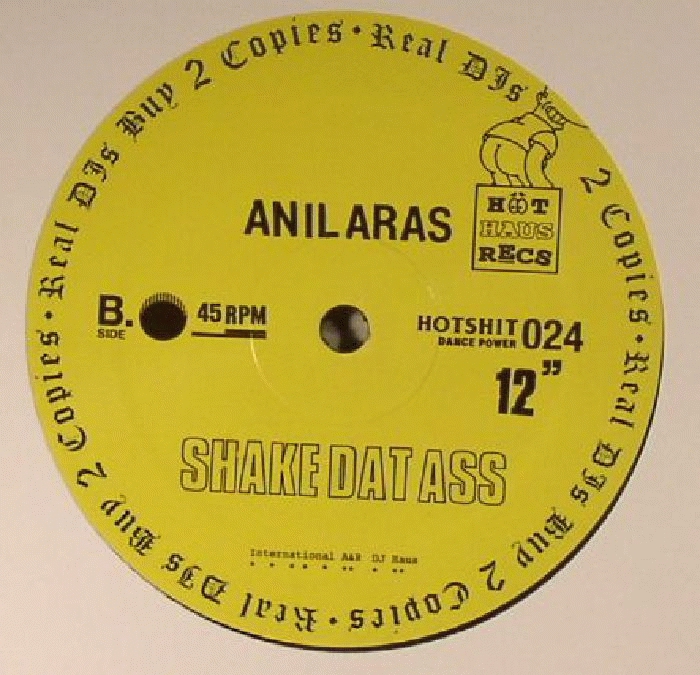 Real DJs Buy 2 Copies • Real DJs Buy 2 Copies • Real DJs Buy 2 Copies • Real DJs 2 Copies •
HÖT
HAUS
RECS
ANIL ARAS
B.
SIDE
45 RPM
HOTSHIT 024
DANCE POWER
12”
SHAKE DAT ASS
International A&R DJ Haus